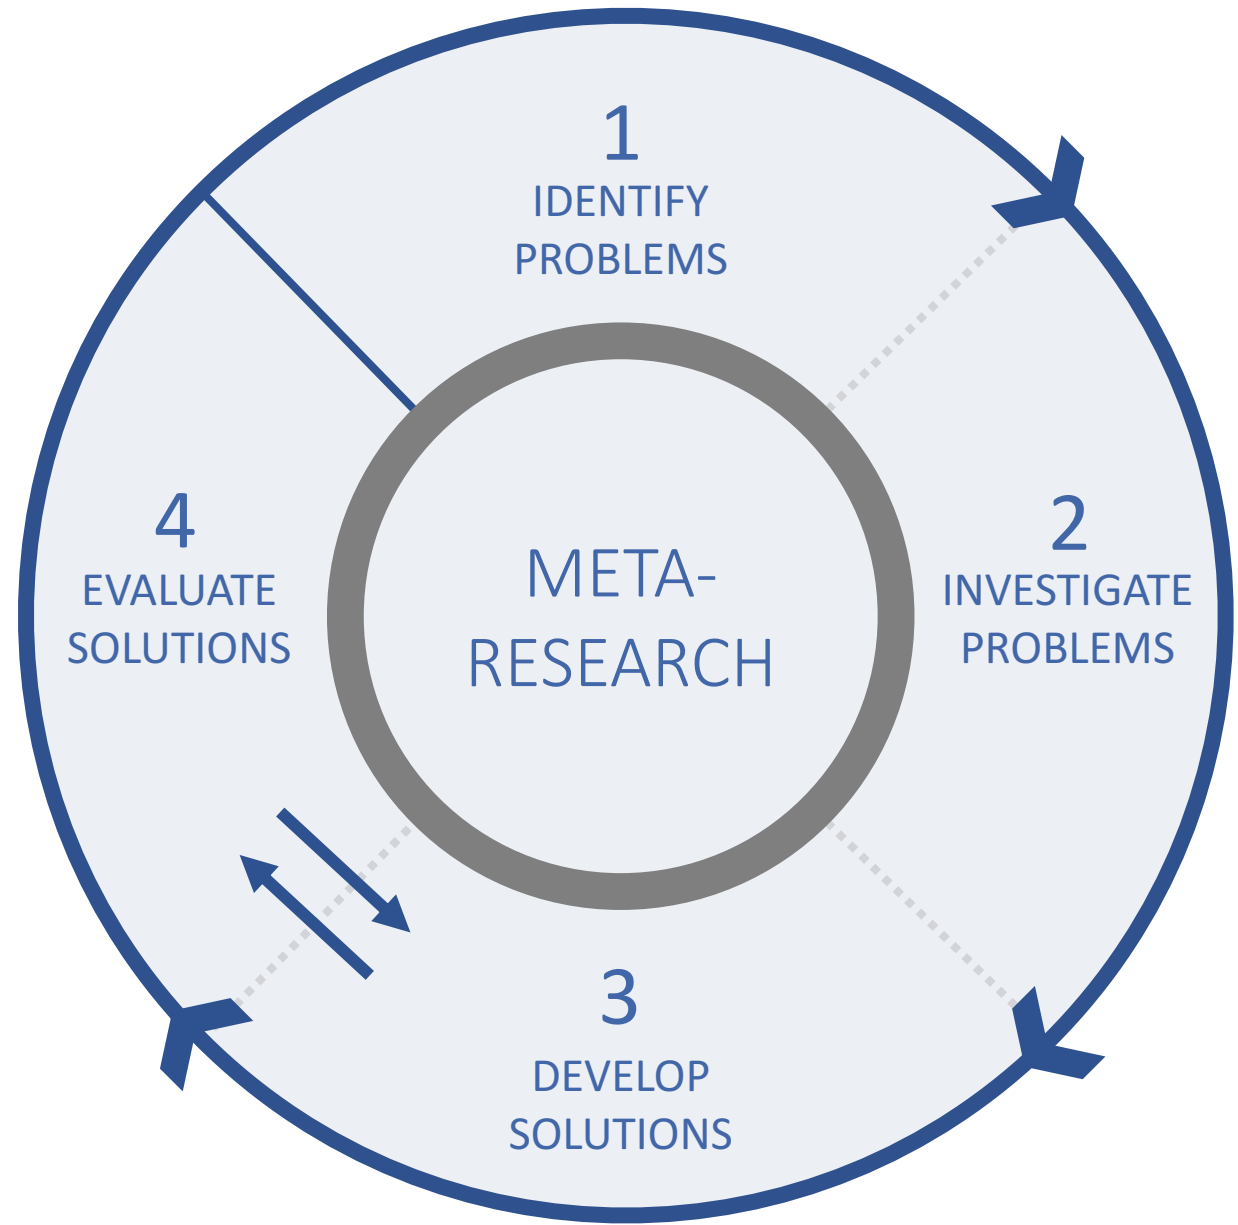 1
IDENTIFY
PROBLEMS
2
INVESTIGATE
PROBLEMS
3
DEVELOP
SOLUTIONS
4
EVALUATE
SOLUTIONS
META-
RESEARCH